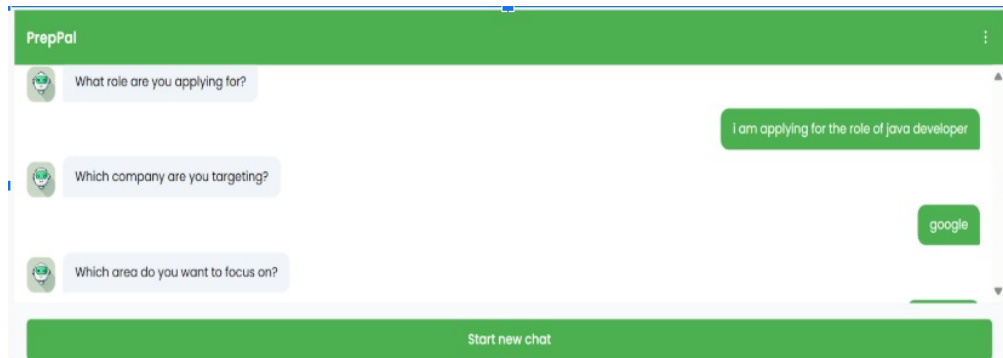 PrepPal
What role are you applying for?
i am applying for the role of java developer
Which company are you targeting?
google
Which area do you want to focus on?
Start new chat